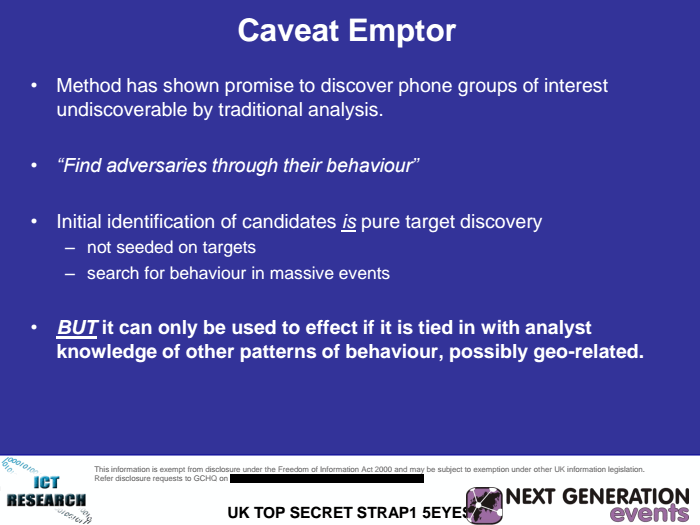 Caveat Emptor
• Method has shown promise to discover phone groups of interest
undiscoverable by traditional analysis.
• “Find adversaries through their behaviour”
• Initial identification of candidates is pure target discovery
– not seeded on targets
– search for behaviour in massive events
• BUT it can only be used to effect if it is tied in with analyst
knowledge of other patterns of behaviour, possibly geo-related.
This information is exempt from disclosure under the Freedom of Information Act 2000 and may be subject to exemption under other UK information legislation.
Refer disclosure requests to GCHQ on
ICT
RESEARCH
UK TOP SECRET STRAP1 5EYES
NEXT GENERATION
events